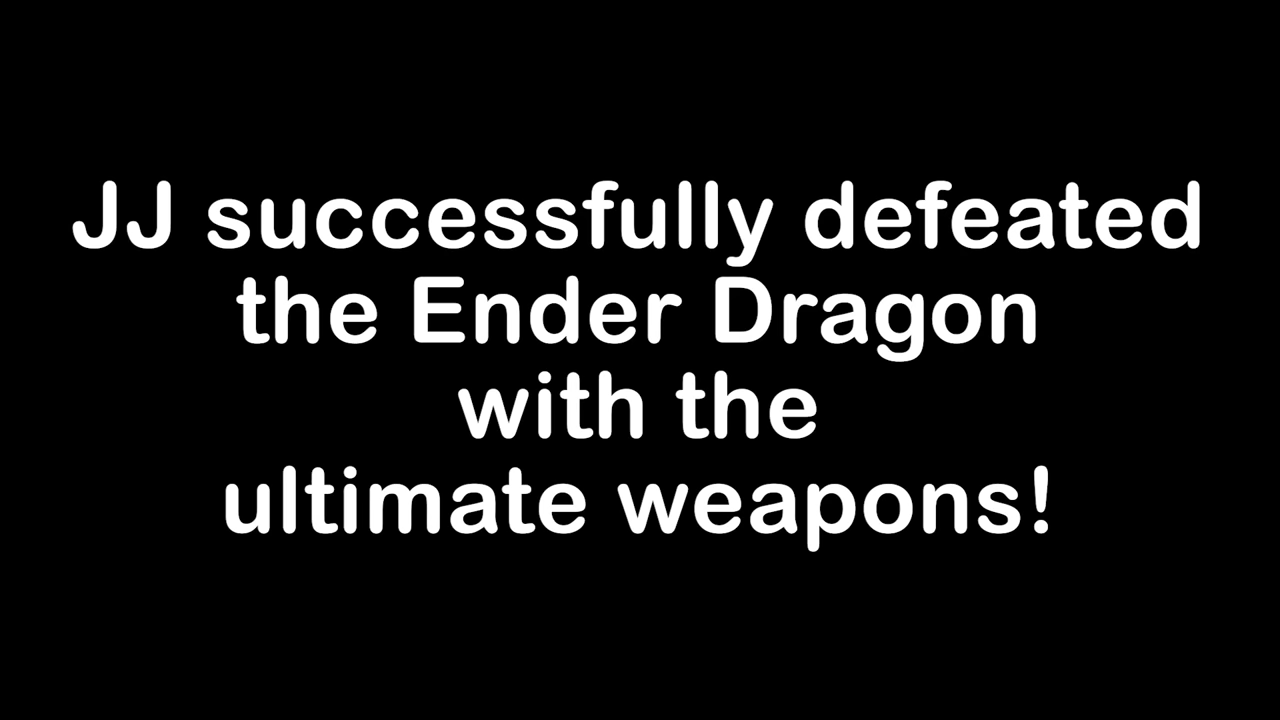 JJ successfully defeated
the Ender Dragon
with the
ultimate weapons!